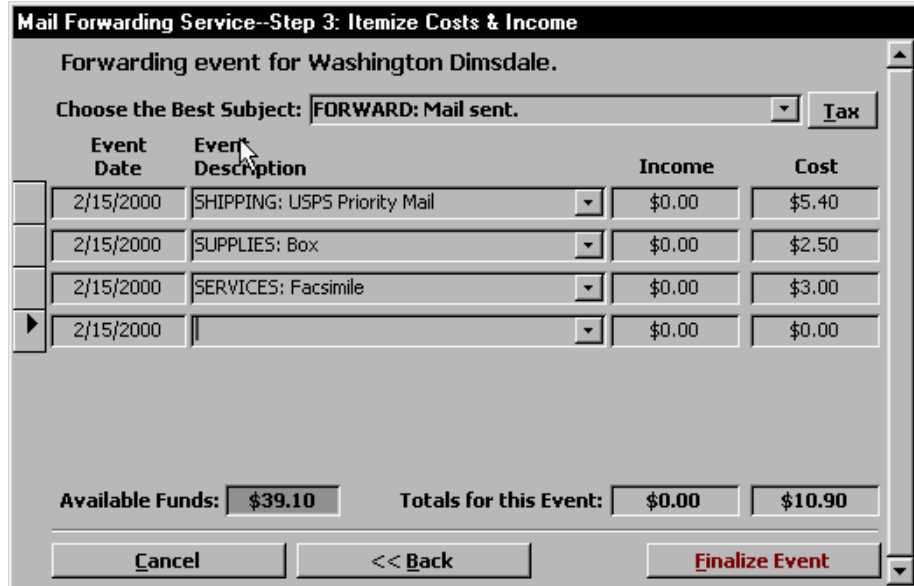 Mail Forwarding Service--Step 3: Itemize Costs & Income
Forwarding event for Washington Dimsdale.
Choose the Best Subject: FORWARD: Mail sent. Tax
Event Date Event Description Income Cost
2/15/2000 SHIPPING: USPS Priority Mail $0.00 $5.40
2/15/2000 SUPPLIES: Box $0.00 $2.50
2/15/2000 SERVICES: Facsimile $0.00 $3.00
2/15/2000 $0.00 $0.00
Available Funds: $39.10 Totals for this Event: $0.00 $10.90
Cancel << Back Finalize Event